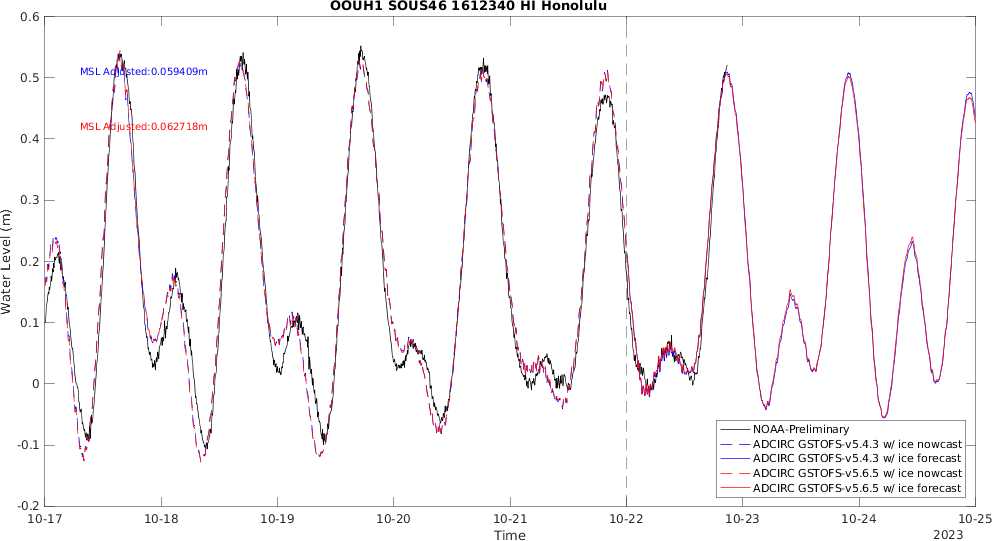 OOUH1 SOUS46 1612340 HI Honolulu
0.6
0.5
0.4
0.3
0.2
0.1
0
-0.1
-0.2
Water Level (m)
MSL Adjusted:0.059409m
MSL Adjusted:0.062718m
NOAA-Preliminary
ADCIRC GSTOFS-v5.4.3 w/ ice nowcast
ADCIRC GSTOFS-v5.4.3 w/ ice forecast
ADCIRC GSTOFS-v5.6.5 w/ ice nowcast
ADCIRC GSTOFS-v5.6.5 w/ ice forecast
10-17 10-18 10-19 10-20 10-21 10-22 10-23 10-24 10-25
Time
2023